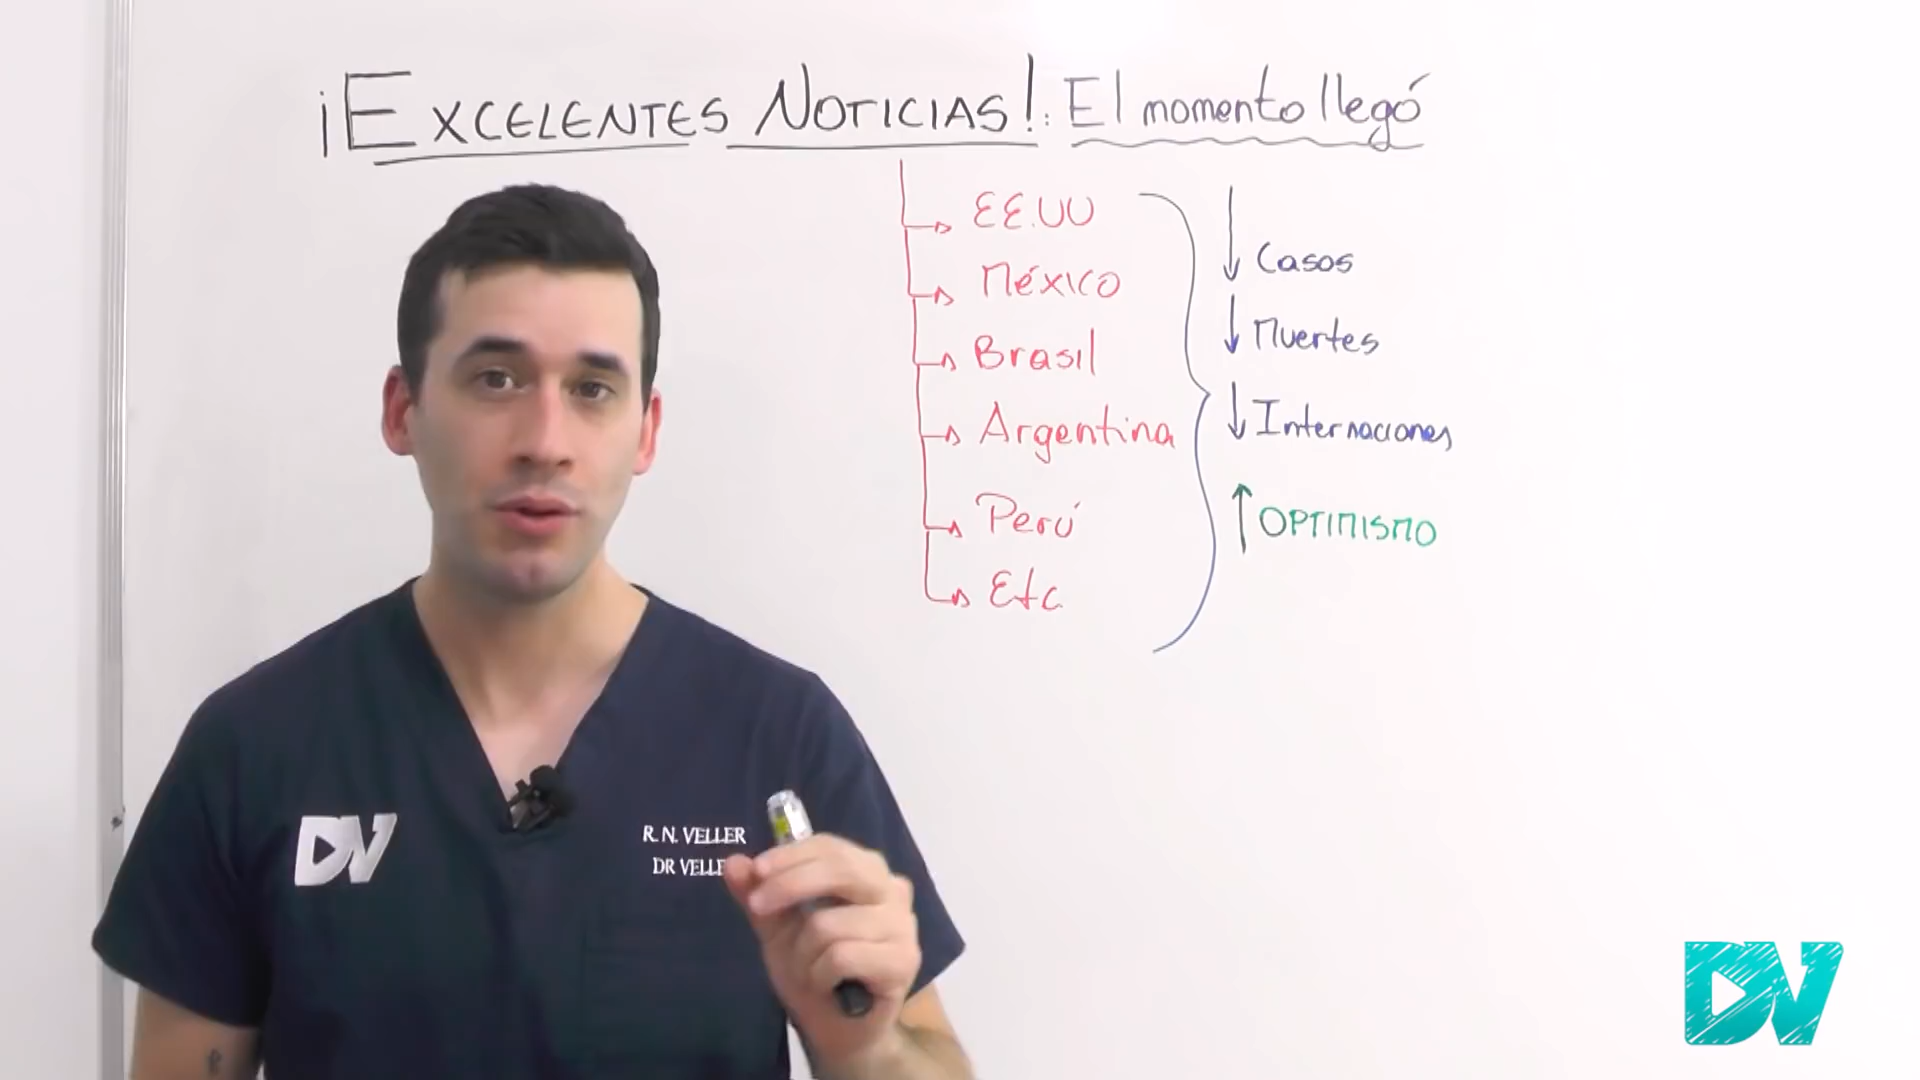 ¡EXCELENTES NOTICIAS!: El momento llegó
EE.UU
México
Brasil
Argentina
Perú
Etc.
↓ Casos
↓ Muertes
↓ Internaciones
↑ OPTIMISMO
DV
R. N. VELLER
DR VELLE
DV